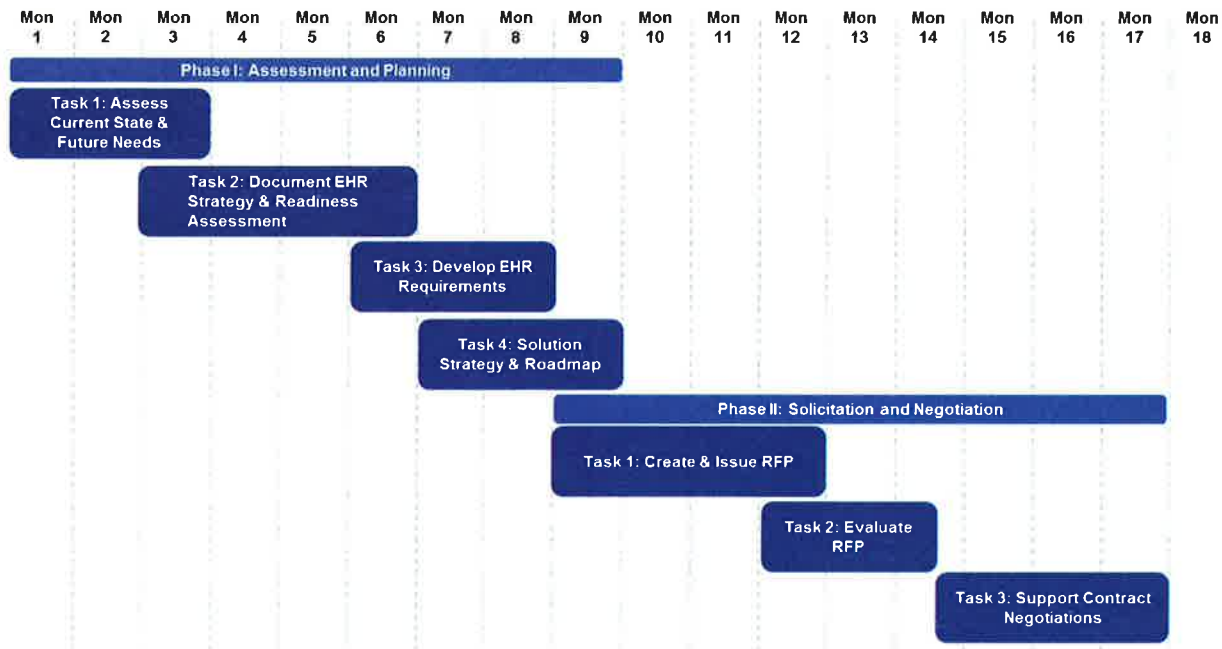 Mon Mon Mon Mon Mon Mon Mon Mon Mon Mon Mon Mon Mon Mon Mon Mon Mon Mon
1 2 3 4 5 6 7 8 9 10 11 12 13 14 15 16 17 18
Phase I: Assessment and Planning
Task 1: Assess
Current State &
Future Needs
Task 2: Document EHR
Strategy & Readiness
Assessment
Task 3: Develop EHR
Requirements
Task 4: Solution
Strategy & Roadmap
Phase II: Solicitation and Negotiation
Task 1: Create & Issue RFP
Task 2: Evaluate
RFP
Task 3: Support Contract
Negotiations